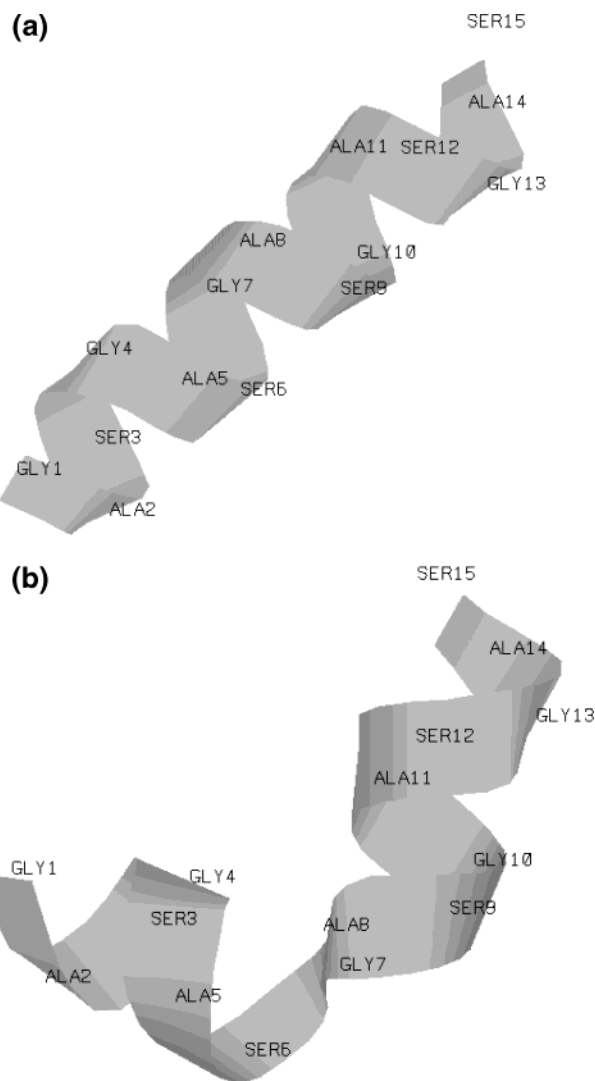 (a)
SER15
ALA14
ALA11 SER12
GLY13
ALA8
GLY10
GLY7 SER9
GLY4
ALA5
SER6
SER3
GLY1
ALA2
(b)
SER15
ALA14
GLY13
SER12
ALA11
GLY10
GLY1
GLY4
SER9
SER3
ALA8
GLY7
ALA2
ALA5
SER6